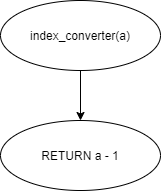 index_converter(a)
RETURN a - 1